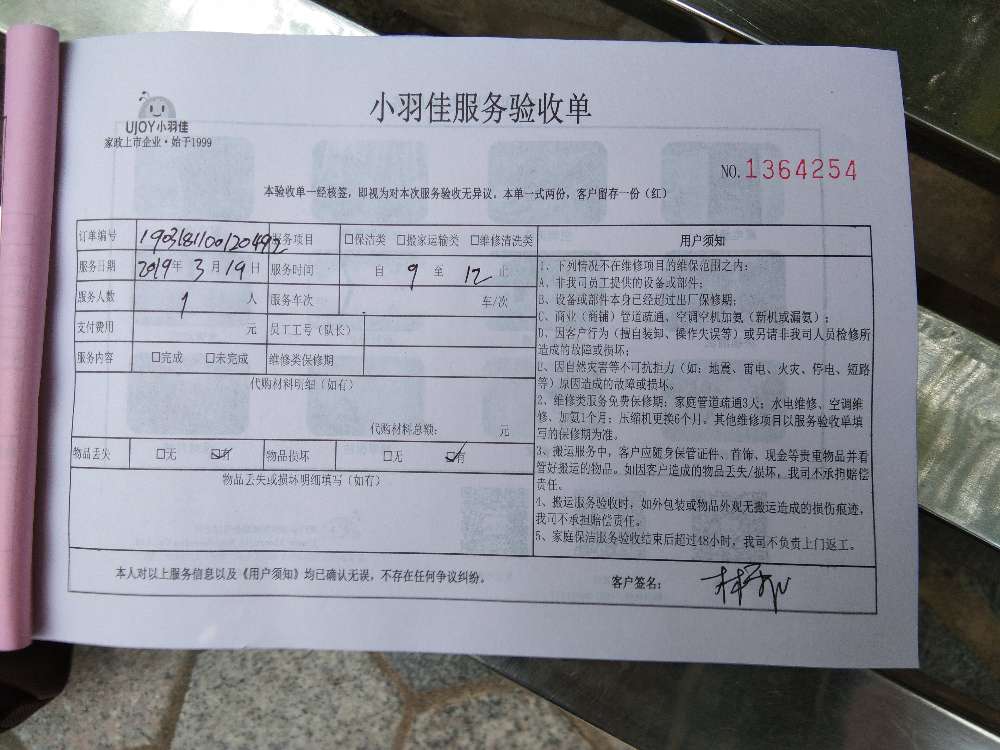 小羽佳服务验收单
UJOY小羽佳
家政上市企业·始于1999
NO.1364254
本验收单一经核签，即视为对本次服务验收无异议。本单一式两份，客户留存一份（红）
订单编号 服务项目 □保洁类 □搬家运输类 □维修清洗类
服务日期 2019年3月19日 服务时间 自 9 至 12 止
服务人数 1 人 服务车次 车/次
支付费用 元 员工工号（队长）
服务内容 □完成 □未完成 维修类保修期
代购材料明细（如有）
代购材料总额： 元
物品丢失 □无 ☑有 物品损坏 □无 ☑有
物品丢失或损坏明细填写（如有）
用户须知
1、下列情况不在维修项目的维保范围之内：
A、非我司员工提供的设备或部件；
B、设备或部件本身已经超过出厂保修期；
C、商业（商铺）管道疏通、空调空机加氨（新机或漏氨）；
D、因客户行为（擅自装卸、操作失误等）或另请非我司人员检修所
造成的故障或损坏；
E、因自然灾害等不可抗拒力（如：地震、雷电、火灾、停电、短路
等）原因造成的故障或损坏。
2、维修类服务免费保修期：家庭管道疏通3天；水电维修、空调维
修、加氨1个月；压缩机更换6个月。其他维修项目以服务验收单填
写的保修期为准。
3、搬运服务中，客户应随身保管证件、首饰、现金等贵重物品并看
管好搬运的物品。如因客户造成的物品丢失/损坏，我司不承担赔偿
责任。
4、搬运服务验收时，如外包装或物品外观无搬运造成的损伤痕迹，
我司不承担赔偿责任。
5、家庭保洁服务验收结束后超过48小时，我司不负责上门返工。
本人对以上服务信息以及《用户须知》均已确认无误，不存在任何争议纠纷。
客户签名：